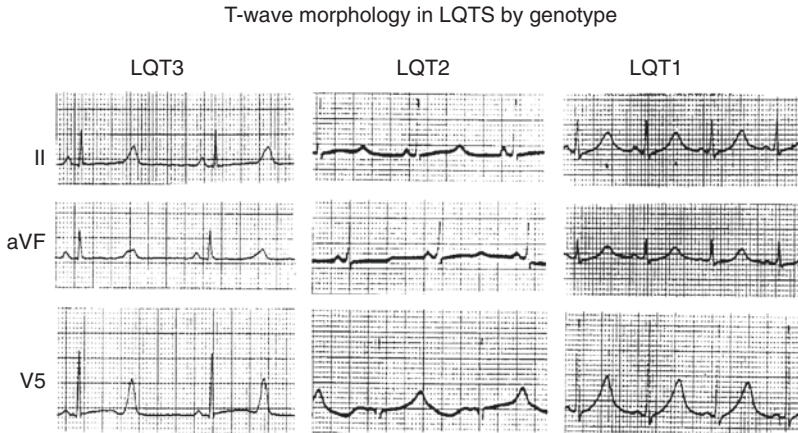 T-wave morphology in LQTS by genotype
LQT3 LQT2 LQT1
II
aVF
V5